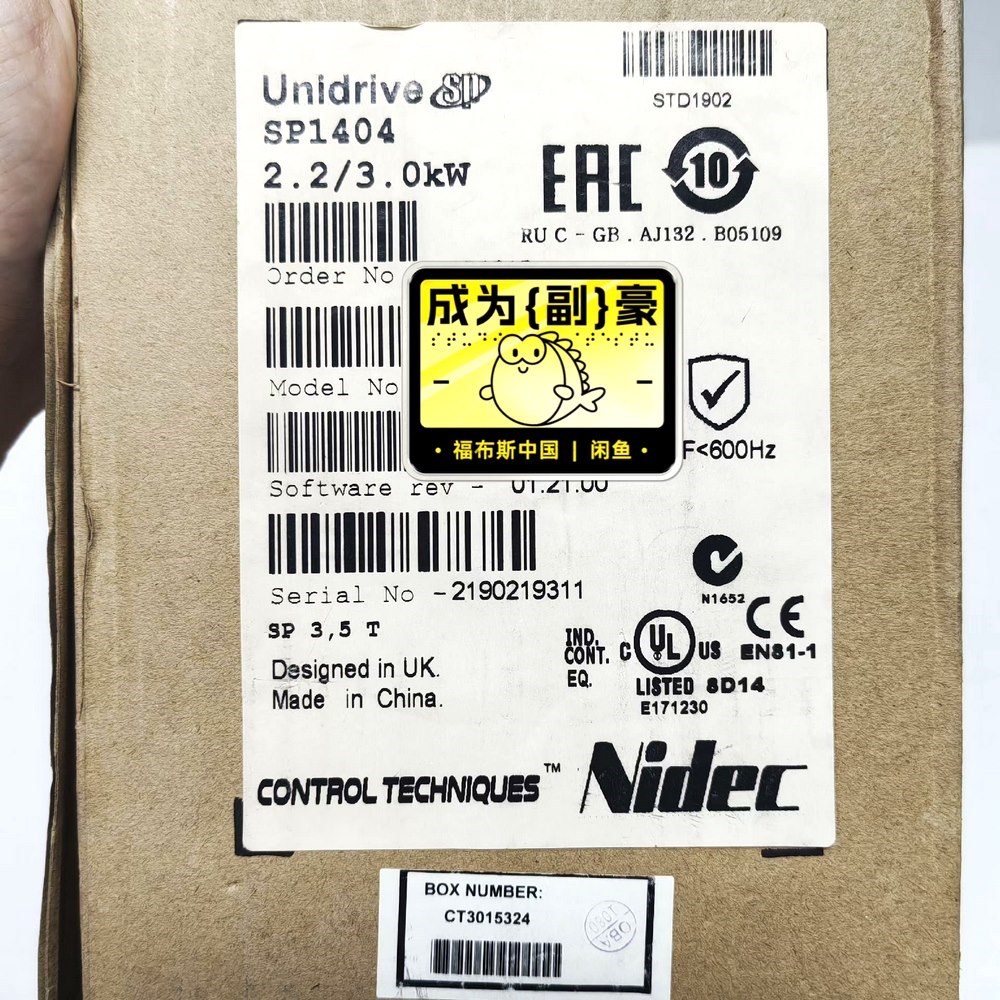 Unidrive SP
STD1902
SP1404
2.2/3.0kW
EAC
10
RU C - GB . AJ132 . B05109
Order No
成为{副}豪
Model No
福布斯中国 | 闲鱼
F<600Hz
Software rev - 01.21.00
Serial No - 2190219311
N1652
SP 3,5 T
CE
IND.
CONT.
EQ.
C UL US
EN81-1
LISTED 8D14
E171230
Designed in UK.
Made in China.
CONTROL TECHNIQUES™
Nidec
BOX NUMBER:
CT3015324
OBA
1080